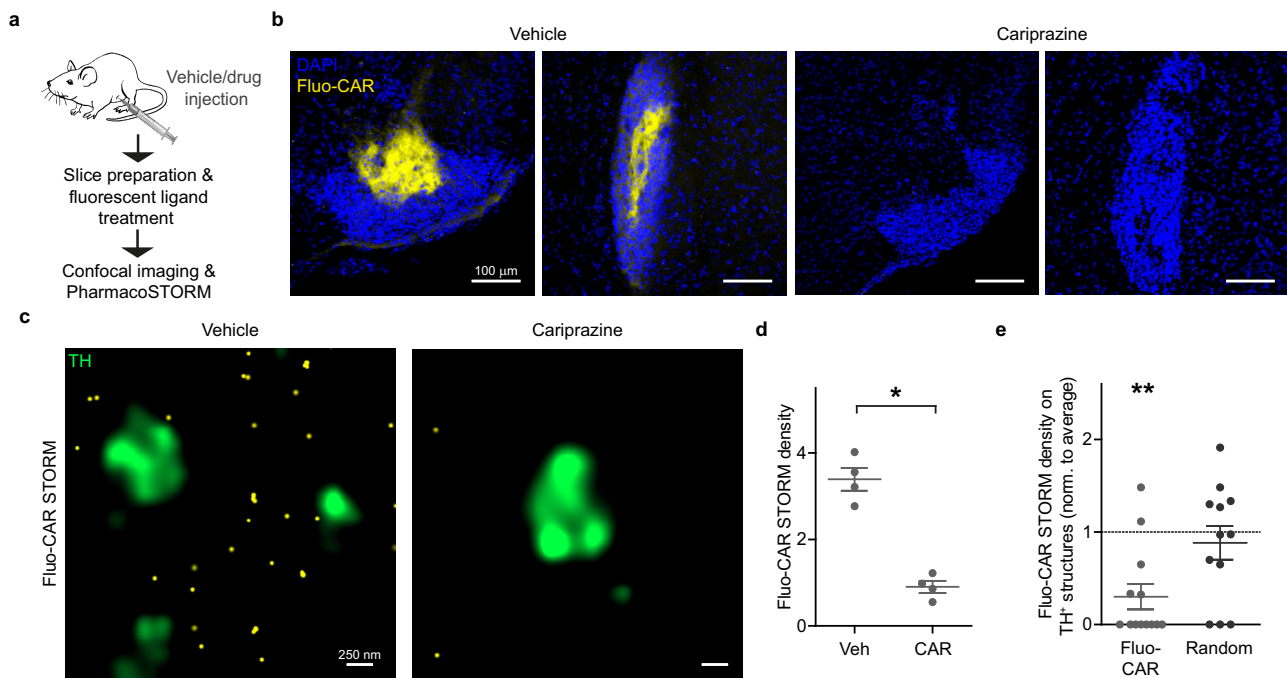 a
Vehicle/drug
injection
Slice preparation &
fluorescent ligand
treatment
Confocal imaging &
PharmacoSTORM
b
Vehicle
Cariprazine
DAPI
Fluo-CAR
100 μm
c
Vehicle
Cariprazine
Fluo-CAR STORM
TH
250 nm
d
Fluo-CAR STORM density
4
2
0
*
Veh
CAR
e
Fluo-CAR STORM density on
TH⁺ structures (norm. to average)
2
1
0
**
Fluo-
CAR
Random